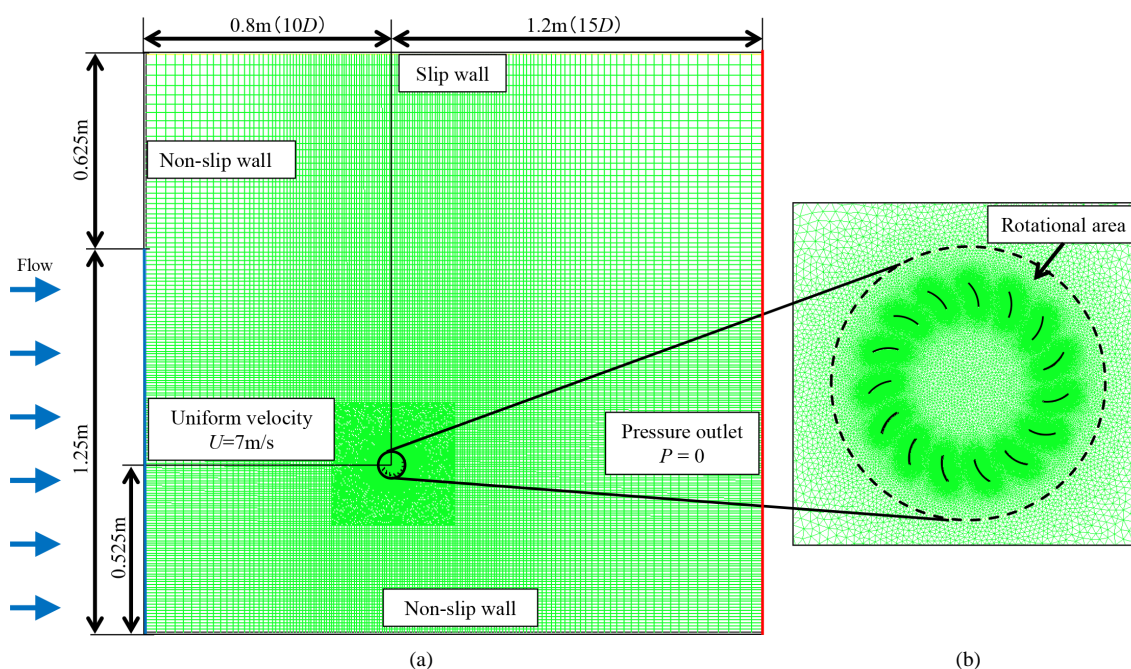 0.8m(10D)
1.2m(15D)
Slip wall
0.625m
Non-slip wall
Rotational area
Flow
1.25m
Uniform velocity
U=7m/s
Pressure outlet
P = 0
0.525m
Non-slip wall
(a)
(b)